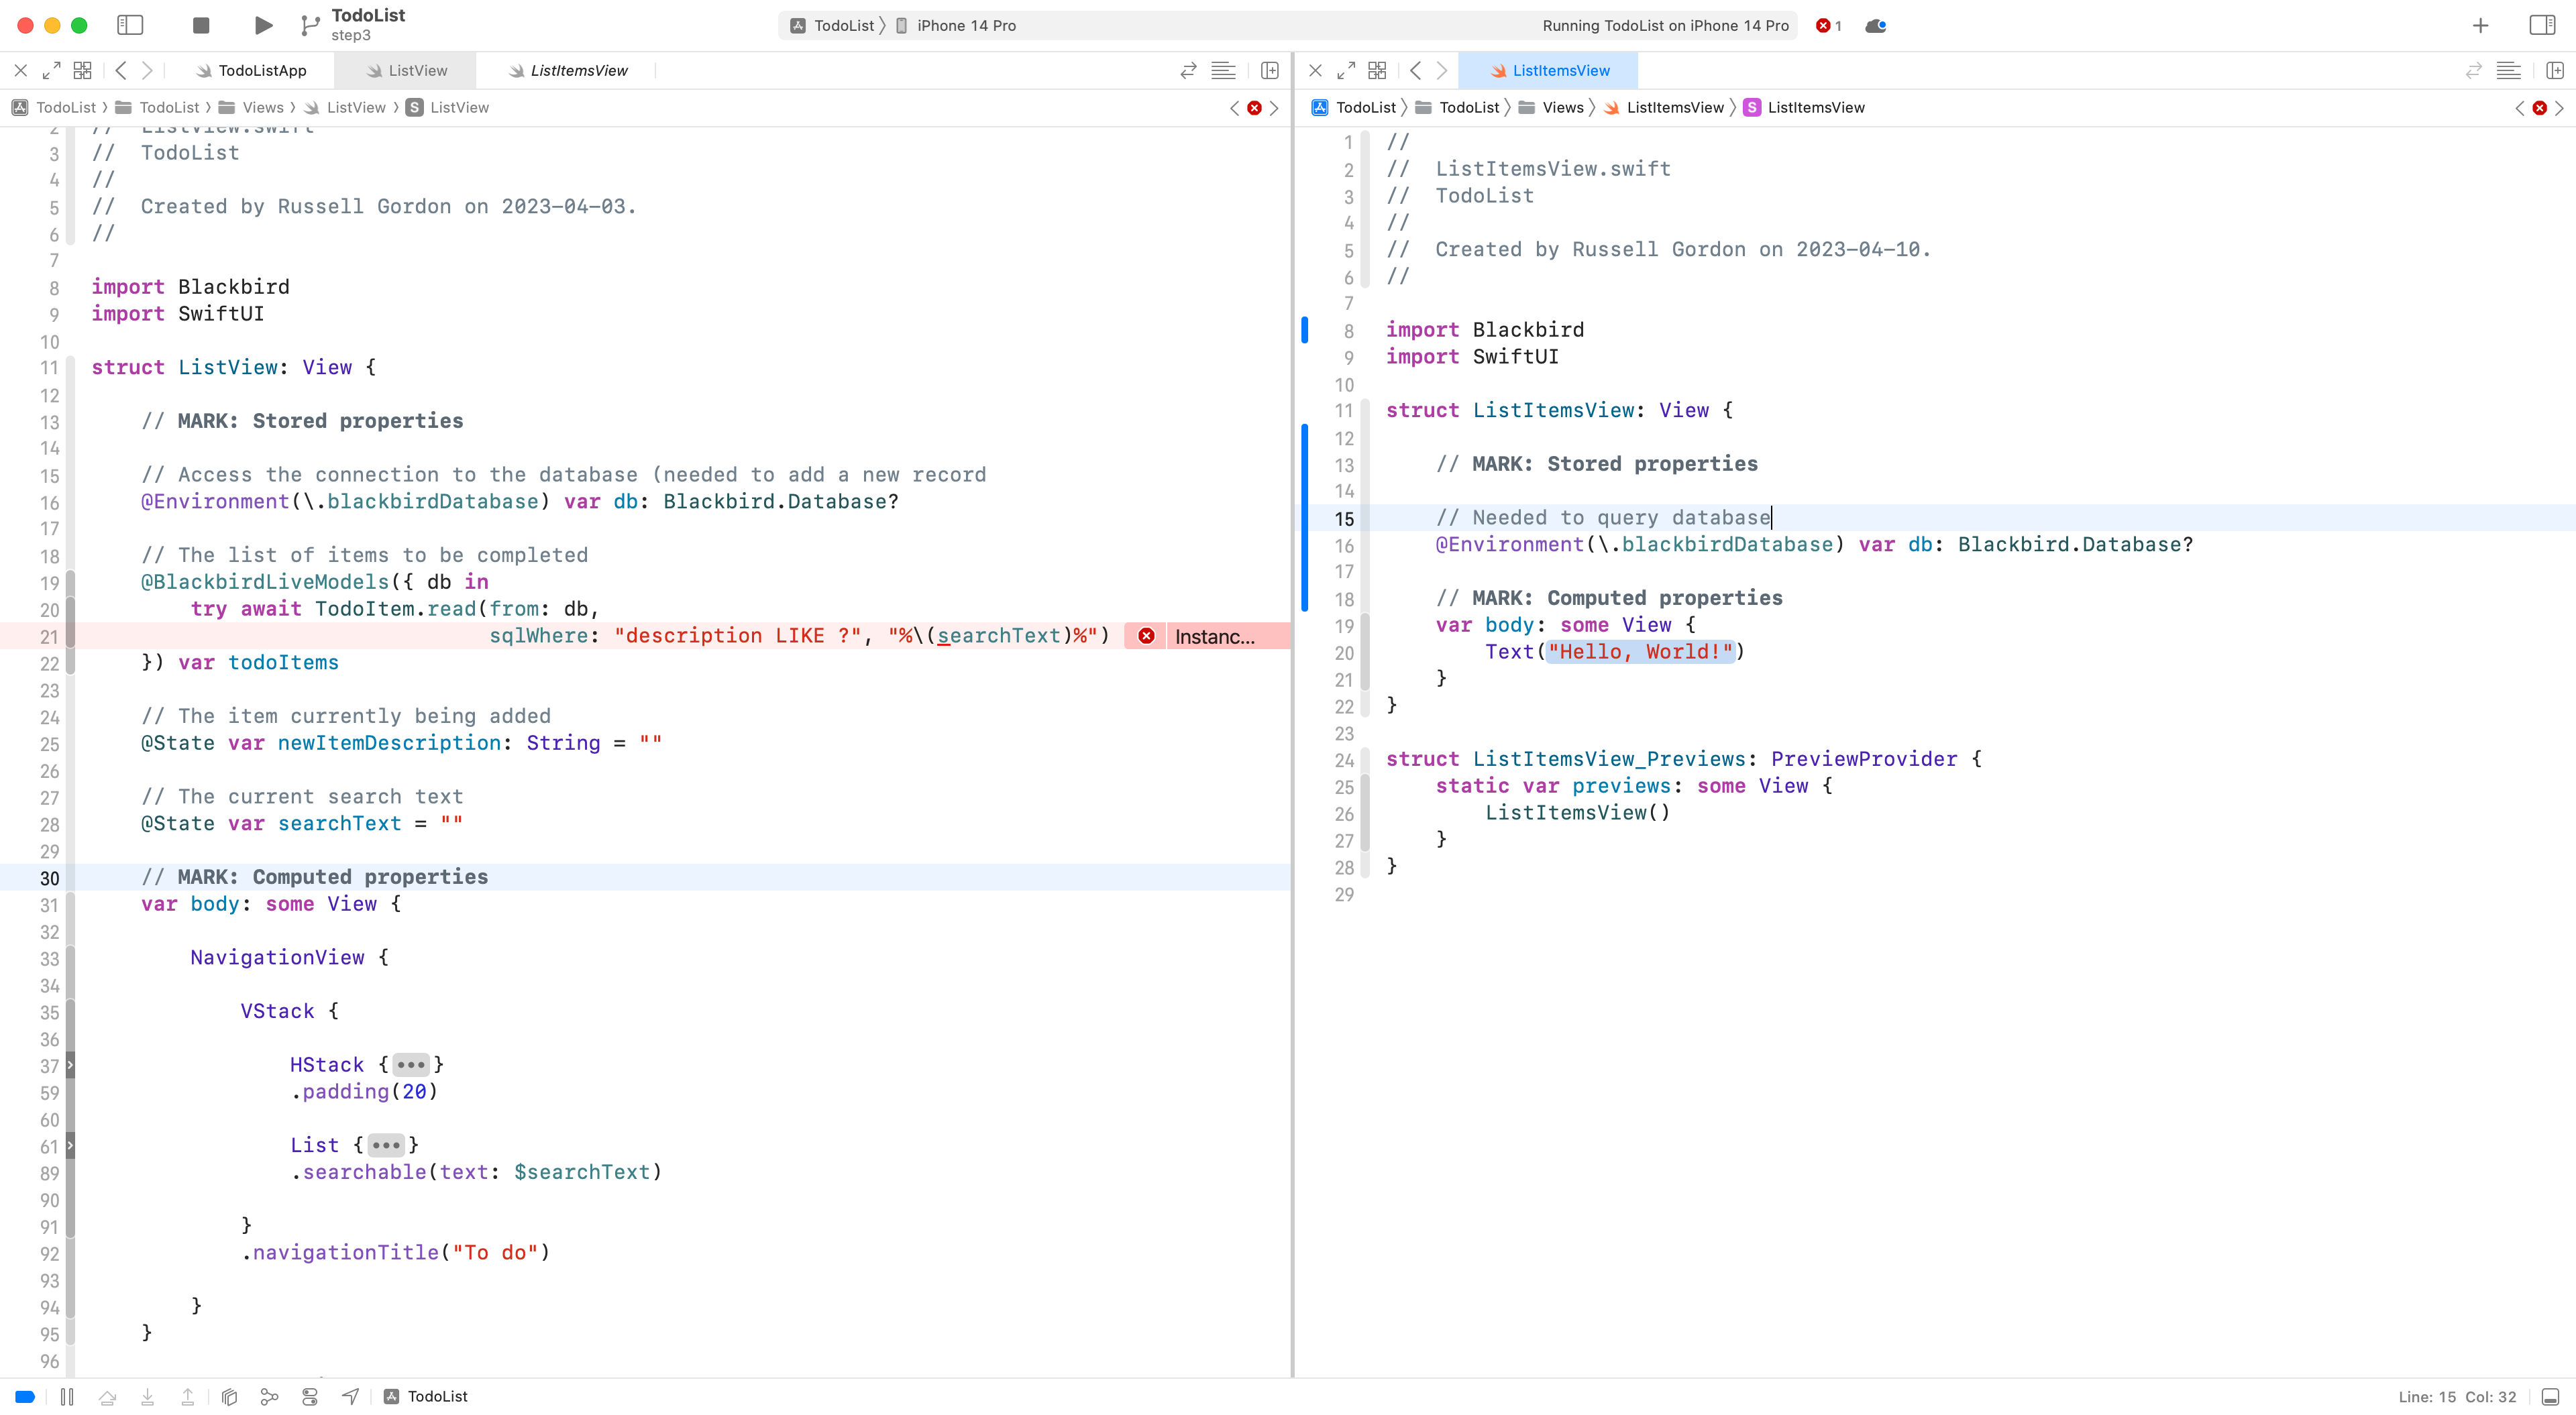 TodoList
step3
TodoList 〉 iPhone 14 Pro
Running TodoList on iPhone 14 Pro
1
TodoListApp
ListView
ListItemsView
TodoList 〉 TodoList 〉 Views 〉 ListView 〉 S ListView
2 // ListView.swift
3 // TodoList
4 //
5 // Created by Russell Gordon on 2023-04-03.
6 //
7
8 import Blackbird
9 import SwiftUI
10
11 struct ListView: View {
12
13 // MARK: Stored properties
14
15 // Access the connection to the database (needed to add a new record
16 @Environment(\.blackbirdDatabase) var db: Blackbird.Database?
17
18 // The list of items to be completed
19 @BlackbirdLiveModels({ db in
20 try await TodoItem.read(from: db,
21 sqlWhere: "description LIKE ?", "%\(searchText)%") Instanc...
22 }) var todoItems
23
24 // The item currently being added
25 @State var newItemDescription: String = ""
26
27 // The current search text
28 @State var searchText = ""
29
30 // MARK: Computed properties
31 var body: some View {
32
33 NavigationView {
34
35 VStack {
36
37 HStack {•••}
59 .padding(20)
60
61 List {•••}
89 .searchable(text: $searchText)
90
91 }
92 .navigationTitle("To do")
93
94 }
95 }
96
ListItemsView
TodoList 〉 TodoList 〉 Views 〉 ListItemsView 〉 S ListItemsView
1 //
2 // ListItemsView.swift
3 // TodoList
4 //
5 // Created by Russell Gordon on 2023-04-10.
6 //
7
8 import Blackbird
9 import SwiftUI
10
11 struct ListItemsView: View {
12
13 // MARK: Stored properties
14
15 // Needed to query database
16 @Environment(\.blackbirdDatabase) var db: Blackbird.Database?
17
18 // MARK: Computed properties
19 var body: some View {
20 Text("Hello, World!")
21 }
22 }
23
24 struct ListItemsView_Previews: PreviewProvider {
25 static var previews: some View {
26 ListItemsView()
27 }
28 }
29
TodoList
Line: 15 Col: 32